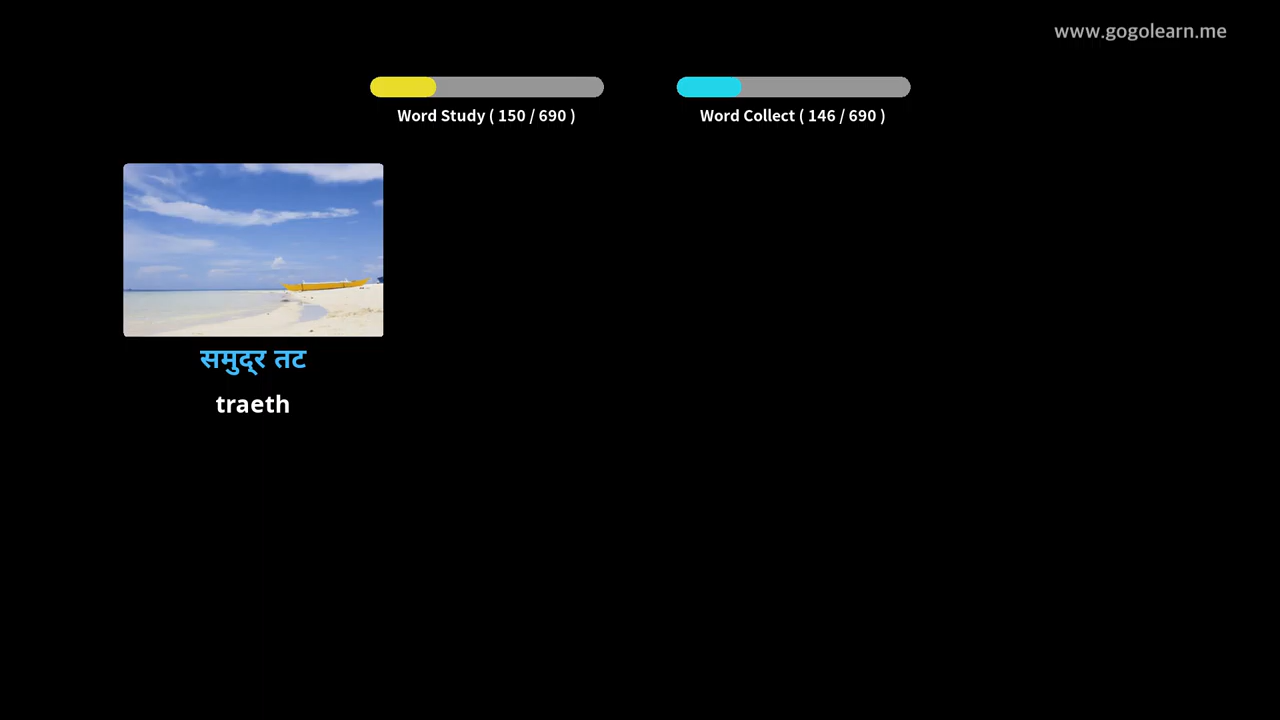 www.gogolearn.me
Word Study ( 150 / 690 )
Word Collect ( 146 / 690 )
समुद्र तट
traeth